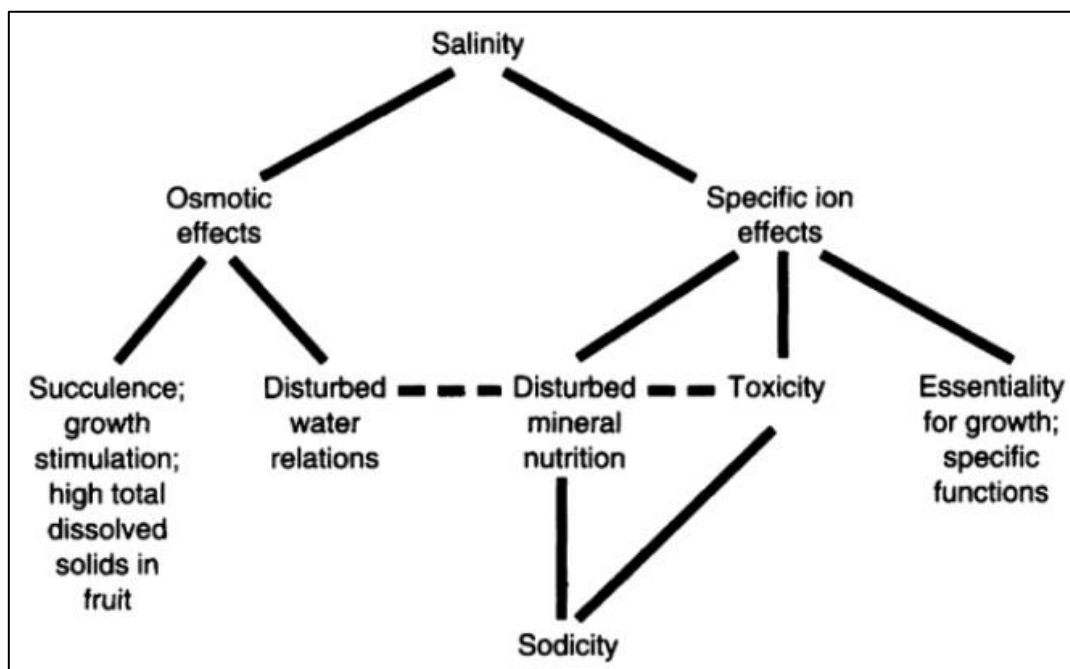 Salinity
Osmotic
effects
Specific ion
effects
Succulence;
growth
stimulation;
high total
dissolved
solids in
fruit
Disturbed
water
relations
Disturbed
mineral
nutrition
Toxicity
Essentiality
for growth;
specific
functions
Sodicity